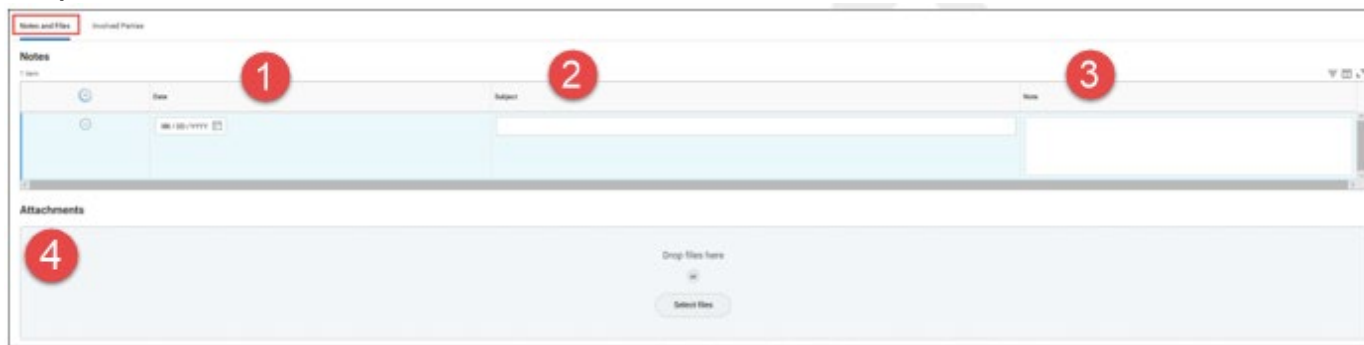 Notes and Files Involved Parties
Notes
1 item
1 2 3
Date Subject Note
MM/DD/YYYY
Attachments
4
Drop files here
or
Select files